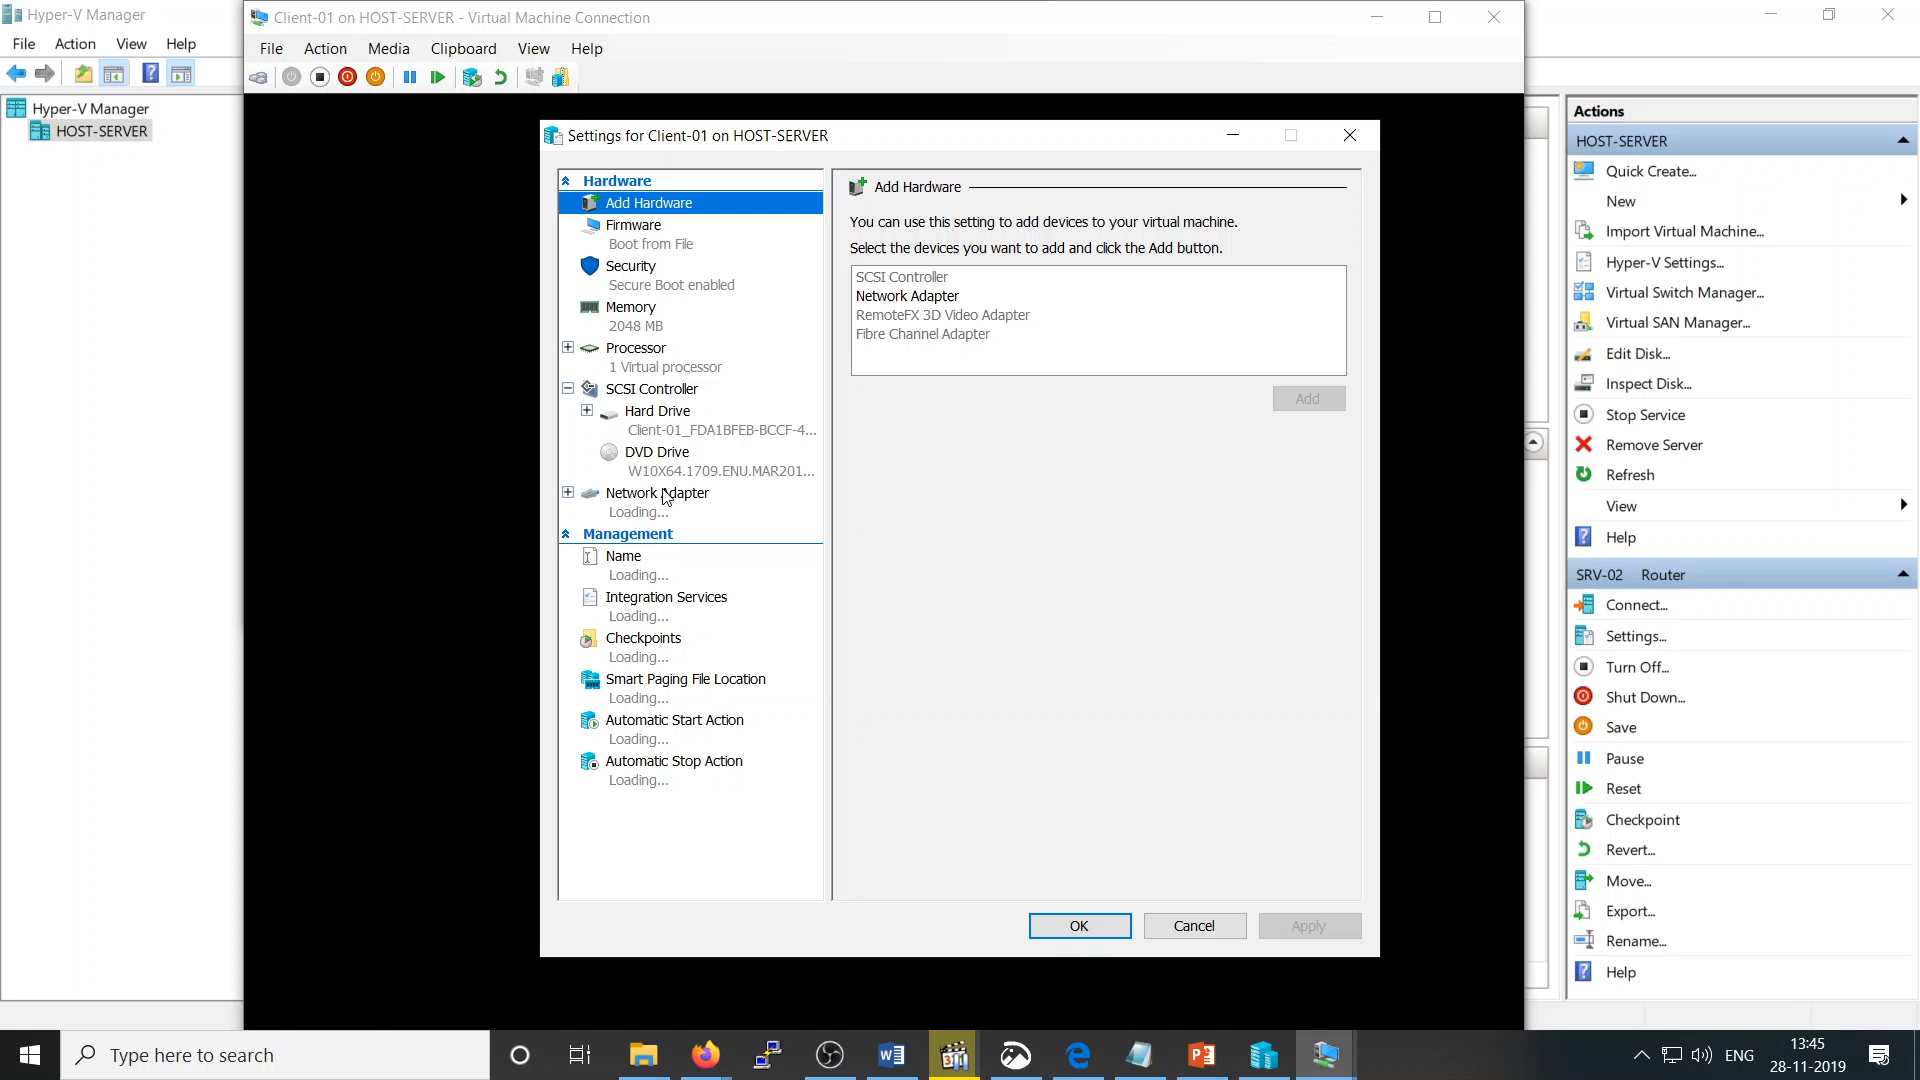 Hyper-V Manager
File Action View Help
Hyper-V Manager
HOST-SERVER
Client-01 on HOST-SERVER - Virtual Machine Connection
File Action Media Clipboard View Help
Settings for Client-01 on HOST-SERVER
Hardware
Add Hardware
Firmware
Boot from File
Security
Secure Boot enabled
Memory
2048 MB
Processor
1 Virtual processor
SCSI Controller
Hard Drive
Client-01_FDA1BFEB-BCCF-4...
DVD Drive
W10X64.1709.ENU.MAR201...
Network Adapter
Loading...
Management
Name
Loading...
Integration Services
Loading...
Checkpoints
Loading...
Smart Paging File Location
Loading...
Automatic Start Action
Loading...
Automatic Stop Action
Loading...
Add Hardware
You can use this setting to add devices to your virtual machine.
Select the devices you want to add and click the Add button.
SCSI Controller
Network Adapter
RemoteFX 3D Video Adapter
Fibre Channel Adapter
Add
OK Cancel Apply
Actions
HOST-SERVER
Quick Create...
New
Import Virtual Machine...
Hyper-V Settings...
Virtual Switch Manager...
Virtual SAN Manager...
Edit Disk...
Inspect Disk...
Stop Service
Remove Server
Refresh
View
Help
SRV-02 Router
Connect...
Settings...
Turn Off...
Shut Down...
Save
Pause
Reset
Checkpoint
Revert...
Move...
Export...
Rename...
Help
Type here to search
ENG
13:45
28-11-2019